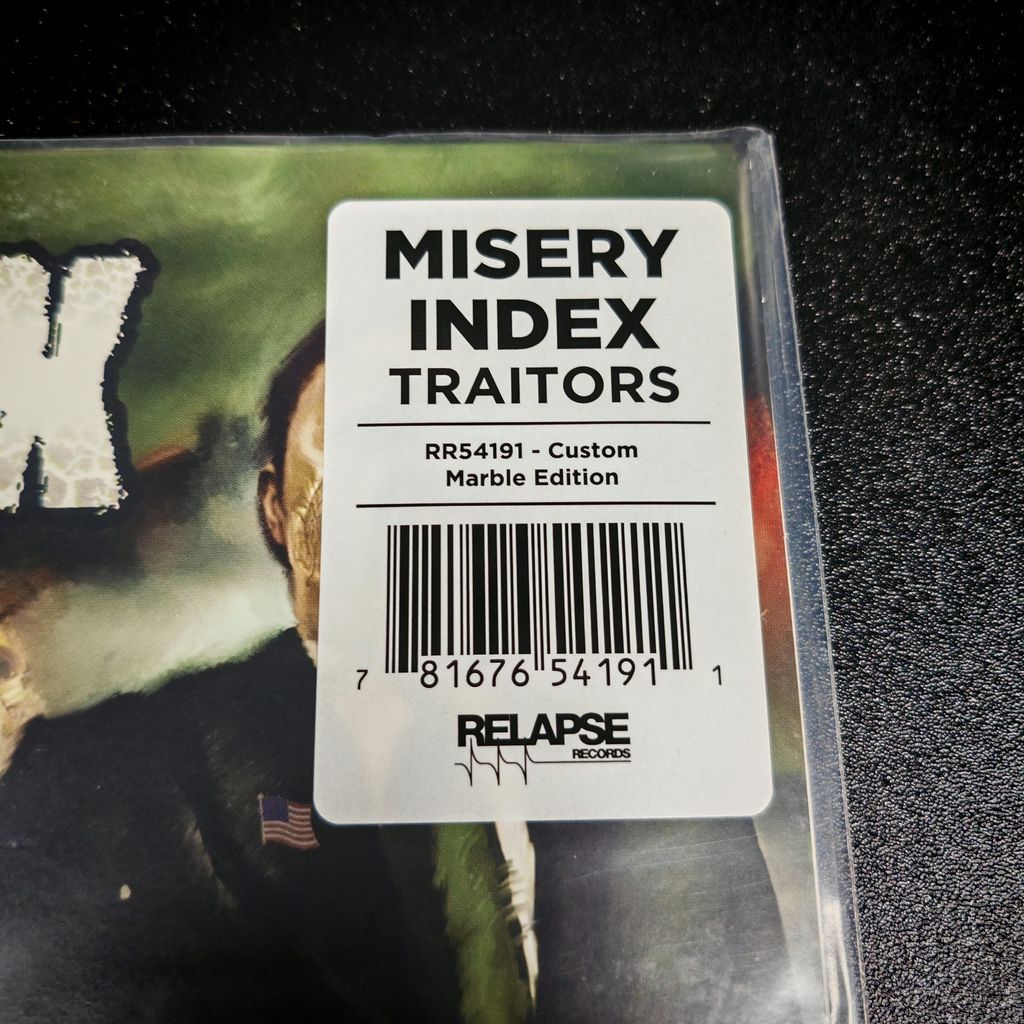 MISERY
INDEX
TRAITORS
RR54191 - Custom
Marble Edition
7 81676 54191 1
RELAPSE
RECORDS
X